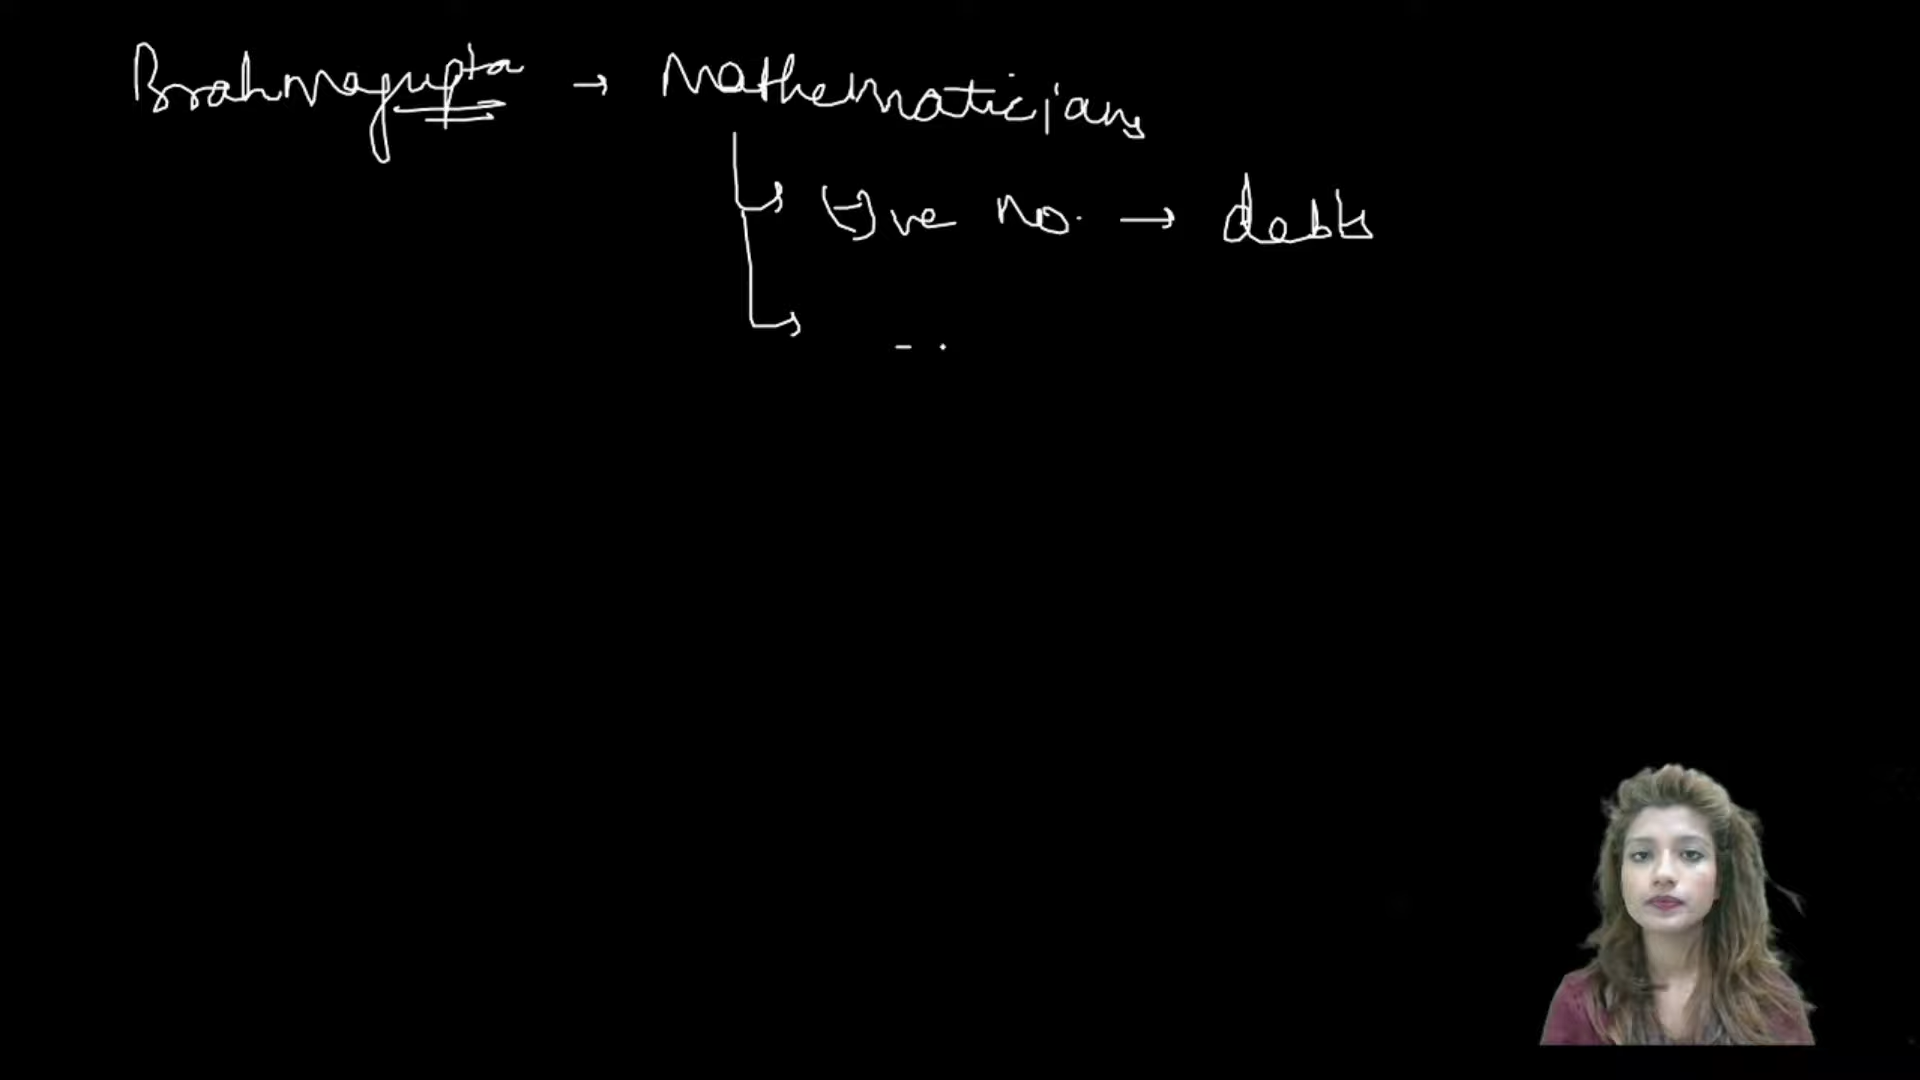 Brahmagupta → Mathematicians
(-)ve no. → debts
- .